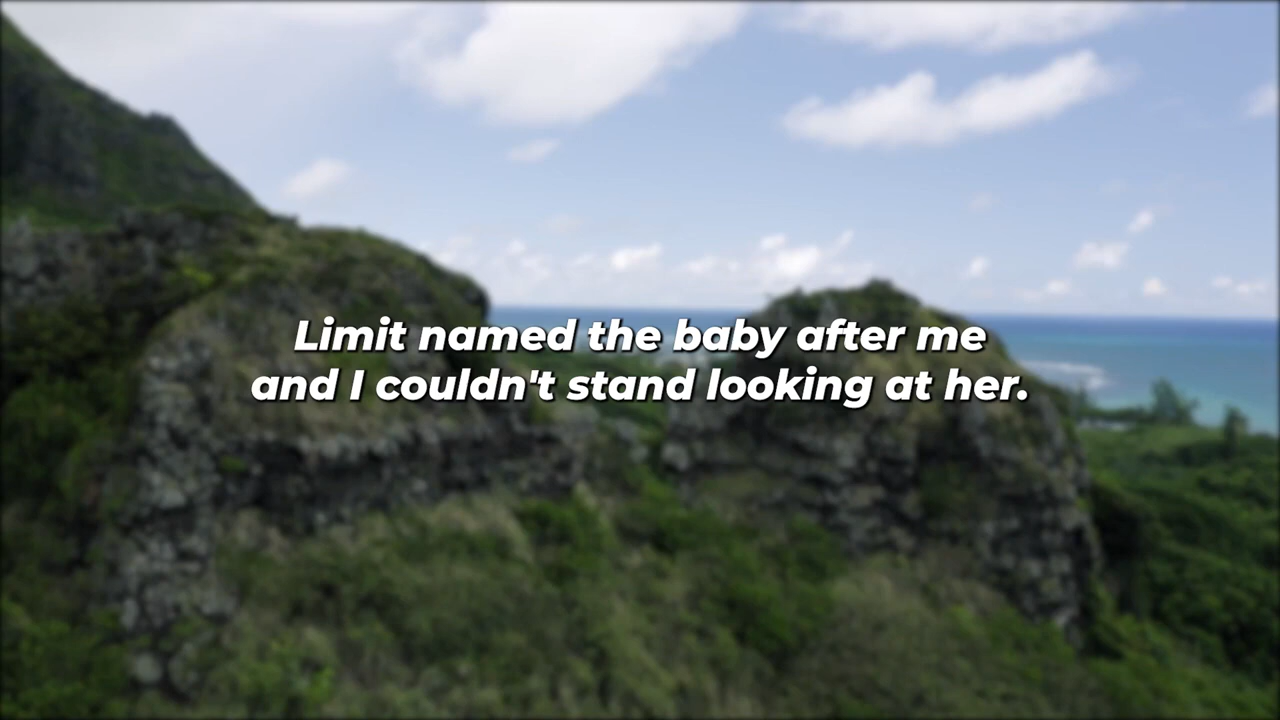 Limit named the baby after me
and I couldn't stand looking at her.